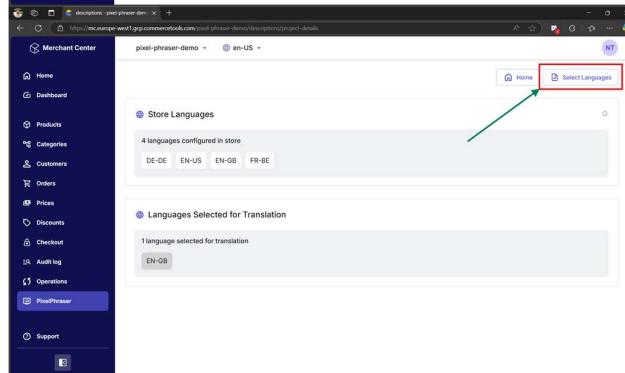 descriptions - pixel-phraser-dem
https://mc.europe-west1.gcp.commercetools.com/pixel-phraser-demo/descriptions/project-details
Merchant Center
pixel-phraser-demo
en-US
NT
Home
Dashboard
Products
Categories
Customers
Orders
Prices
Discounts
Checkout
Audit log
Operations
PixelPhraser
Support
Home
Select Languages
Store Languages
4 languages configured in store
DE-DE EN-US EN-GB FR-BE
Languages Selected for Translation
1 language selected for translation
EN-GB